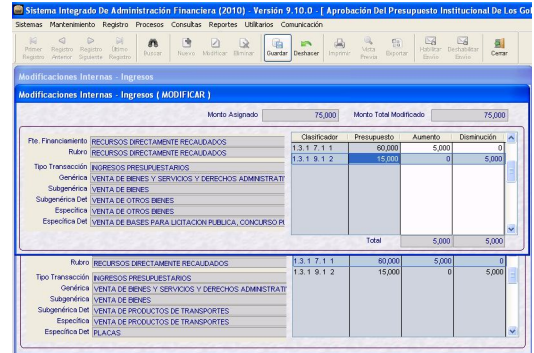 Sistema Integrado De Administración Financiera (2010) - Versión 9.10.0 - [ Aprobación Del Presupuesto Institucional De Los Gol
Sistemas Mantenimiento Registro Procesos Consultas Reportes Utilitarios Comunicación
Primer Registro Registro Anterior Registro Siguiente Último Registro Buscar Nuevo Modificar Eliminar Guardar Deshacer Imprimir Vista Previa Exportar Habilitar Envío Deshabilitar Envío Cerrar
Modificaciones Internas - Ingresos
Modificaciones Internas - Ingresos ( MODIFICAR )
Monto Asignado 75,000 Monto Total Modificado 75,000
Clasificador Presupuesto Aumento Disminución
Fte. Financiamiento RECURSOS DIRECTAMENTE RECAUDADOS 1.3.1 7.1 1 60,000 5,000 0
Rubro RECURSOS DIRECTAMENTE RECAUDADOS 1.3.1 9.1 2 15,000 0 5,000
Tipo Transacción INGRESOS PRESUPUESTARIOS
Genérica VENTA DE BIENES Y SERVICIOS Y DERECHOS ADMINISTRATI
Subgenérica VENTA DE BIENES
Subgenérica Det VENTA DE OTROS BIENES
Específica VENTA DE OTROS BIENES
Específica Det VENTA DE BASES PARA LICITACION PUBLICA, CONCURSO PU
Total 5,000 5,000
Rubro RECURSOS DIRECTAMENTE RECAUDADOS 1.3.1 7.1 1 60,000 5,000 0
Tipo Transacción INGRESOS PRESUPUESTARIOS 1.3.1 9.1 2 15,000 0 5,000
Genérica VENTA DE BIENES Y SERVICIOS Y DERECHOS ADMINISTRATI
Subgenérica VENTA DE BIENES
Subgenérica Det VENTA DE PRODUCTOS DE TRANSPORTES
Específica VENTA DE PRODUCTOS DE TRANSPORTES
Específica Det PLACAS